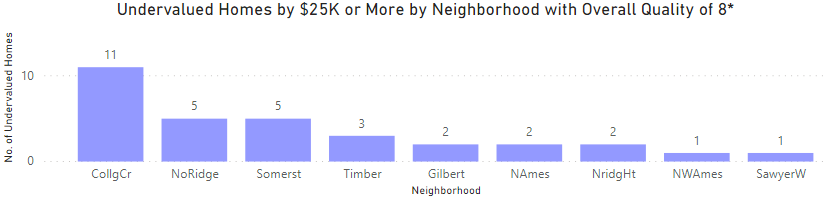 Undervalued Homes by $25K or More by Neighborhood with Overall Quality of 8*
No. of Undervalued Homes
10
0
11
5
5
3
2
2
2
1
1
CollgCr
NoRidge
Somerst
Timber
Gilbert
NAmes
NridgHt
NWAmes
SawyerW
Neighborhood